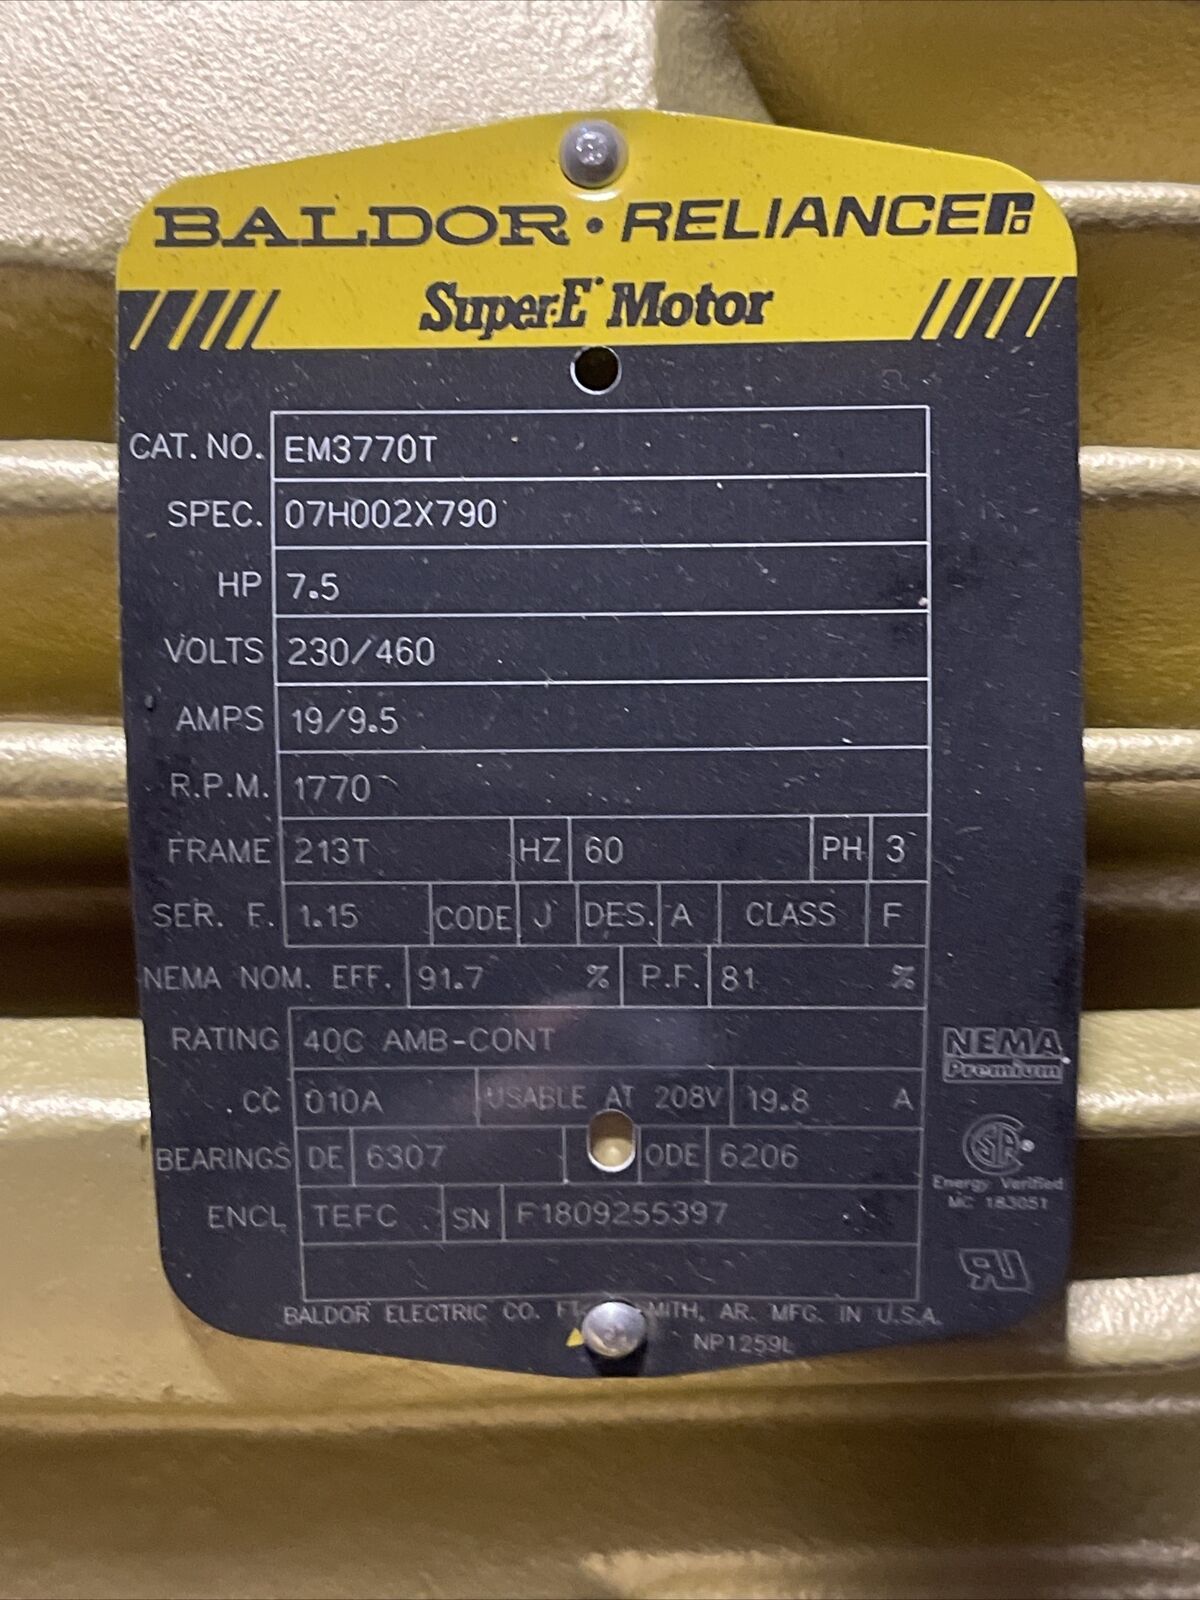 BALDOR • RELIANCE
Super-E® Motor
CAT. NO. EM3770T
SPEC. 07H002X790
HP 7.5
VOLTS 230/460
AMPS 19/9.5
R.P.M. 1770
FRAME 213T HZ 60 PH 3
SER. F. 1.15 CODE J DES. A CLASS F
NEMA NOM. EFF. 91.7 % P.F. 81 %
RATING 40C AMB-CONT
NEMA
Premium
CC 010A USABLE AT 208V 19.8 A
BEARINGS DE 6307 ODE 6206
Energy Verified
MC 183051
ENCL TEFC SN F1809255397
BALDOR ELECTRIC CO. AR. MFG. IN U.S.A.
NP1259L